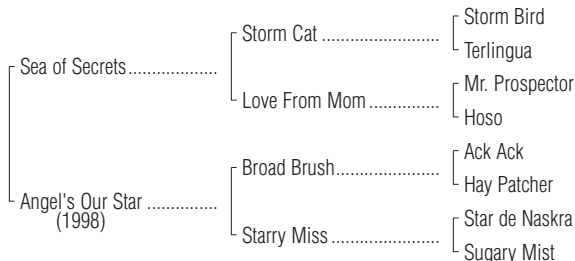 Storm Bird
Storm Cat ........................
Terlingua
Sea of Secrets..................
Mr. Prospector
Love From Mom ..............
Hoso
Ack Ack
Broad Brush.....................
Hay Patcher
Angel's Our Star ..............
(1998)
Star de Naskra
Starry Miss ......................
Sugary Mist